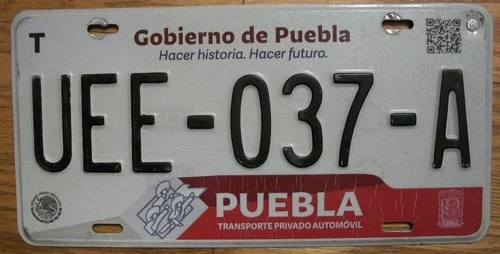 T
Gobierno de Puebla
Hacer historia. Hacer futuro.
UEE-037-A
PUEBLA
TRANSPORTE PRIVADO AUTOMÓVIL